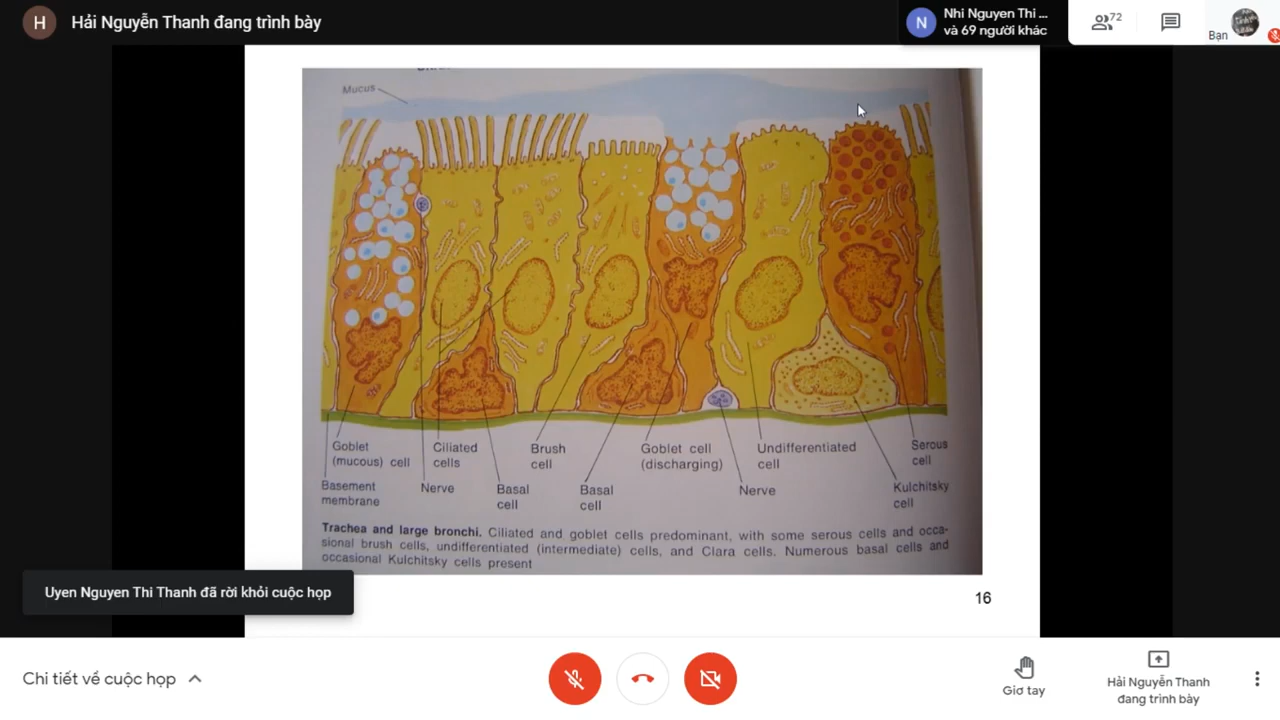 H
Hải Nguyễn Thanh đang trình bày
N
Nhi Nguyen Thi ...
và 69 người khác
72
Bạn
Mucus
Goblet
(mucous) cell
Ciliated
cells
Brush
cell
Goblet cell
(discharging)
Undifferentiated
cell
Serous
cell
Basement
membrane
Nerve
Basal
cell
Basal
cell
Nerve
Kulchitsky
cell
Trachea and large bronchi. Ciliated and goblet cells predominant, with some serous cells and occa-
sional brush cells, undifferentiated (intermediate) cells, and Clara cells. Numerous basal cells and
occasional Kulchitsky cells present
16
Uyen Nguyen Thi Thanh đã rời khỏi cuộc họp
Chi tiết về cuộc họp
Giơ tay
Hải Nguyễn Thanh
đang trình bày